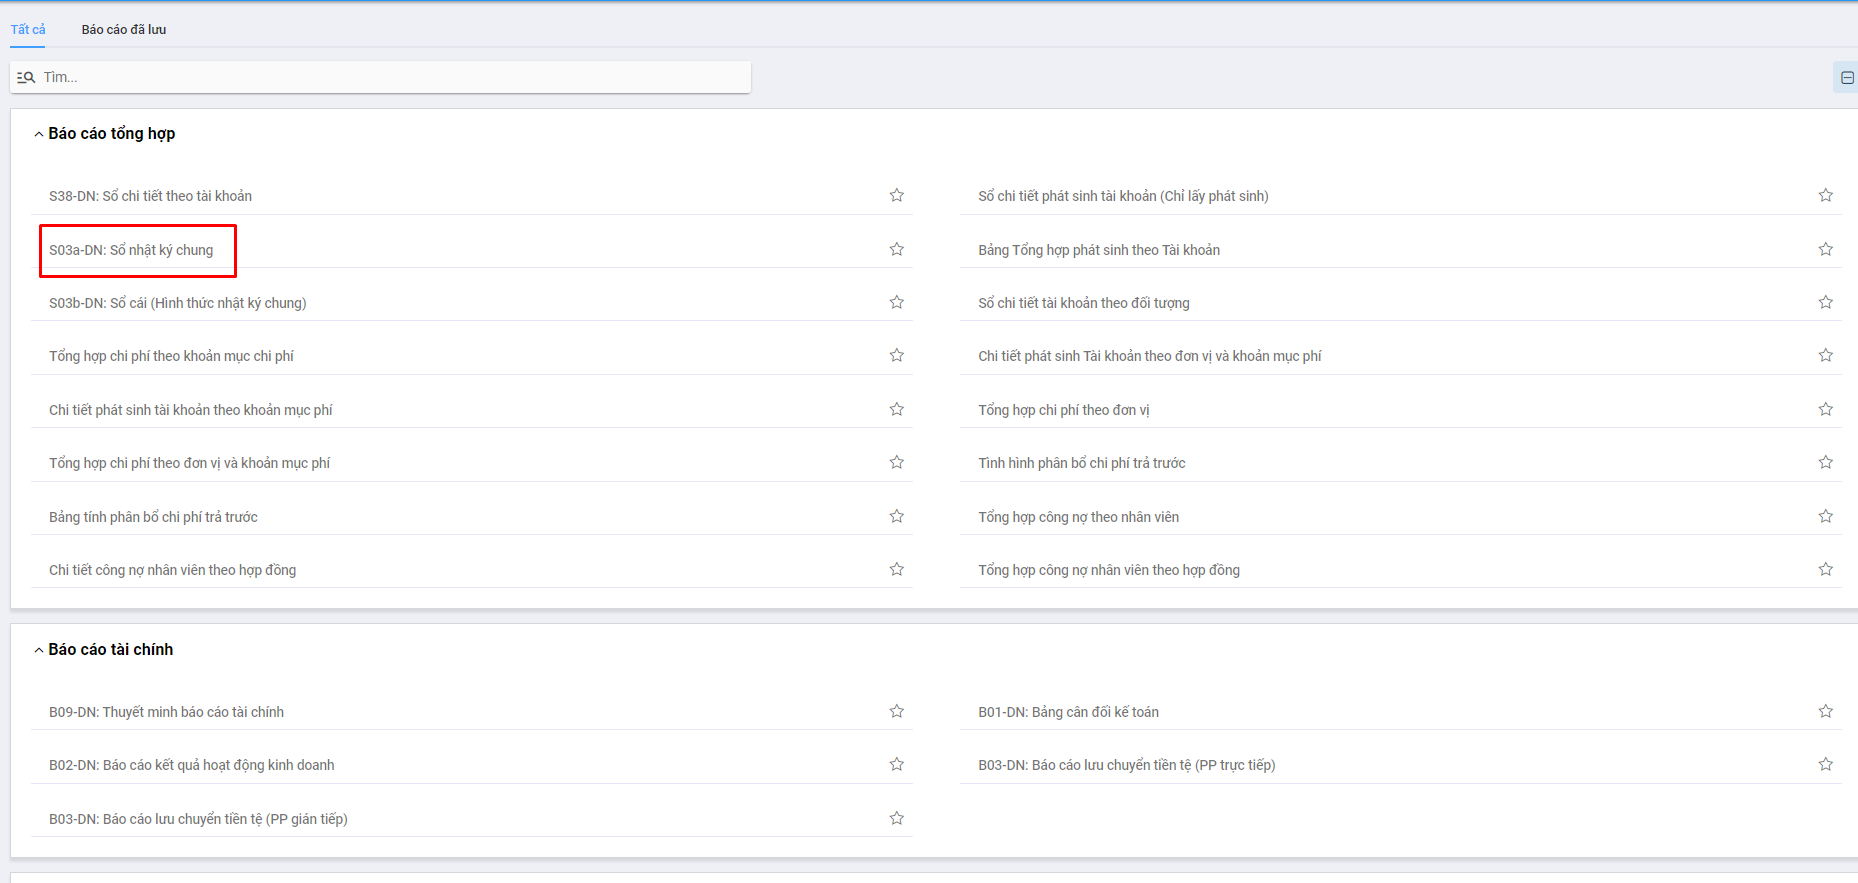 Tất cả Báo cáo đã lưu
Tìm...
Báo cáo tổng hợp
S38-DN: Sổ chi tiết theo tài khoản Sổ chi tiết phát sinh tài khoản (Chỉ lấy phát sinh)
S03a-DN: Sổ nhật ký chung Bảng Tổng hợp phát sinh theo Tài khoản
S03b-DN: Sổ cái (Hình thức nhật ký chung) Sổ chi tiết tài khoản theo đối tượng
Tổng hợp chi phí theo khoản mục chi phí Chi tiết phát sinh Tài khoản theo đơn vị và khoản mục phí
Chi tiết phát sinh tài khoản theo khoản mục phí Tổng hợp chi phí theo đơn vị
Tổng hợp chi phí theo đơn vị và khoản mục phí Tình hình phân bổ chi phí trả trước
Bảng tính phân bổ chi phí trả trước Tổng hợp công nợ theo nhân viên
Chi tiết công nợ nhân viên theo hợp đồng Tổng hợp công nợ nhân viên theo hợp đồng
Báo cáo tài chính
B09-DN: Thuyết minh báo cáo tài chính B01-DN: Bảng cân đối kế toán
B02-DN: Báo cáo kết quả hoạt động kinh doanh B03-DN: Báo cáo lưu chuyển tiền tệ (PP trực tiếp)
B03-DN: Báo cáo lưu chuyển tiền tệ (PP gián tiếp)